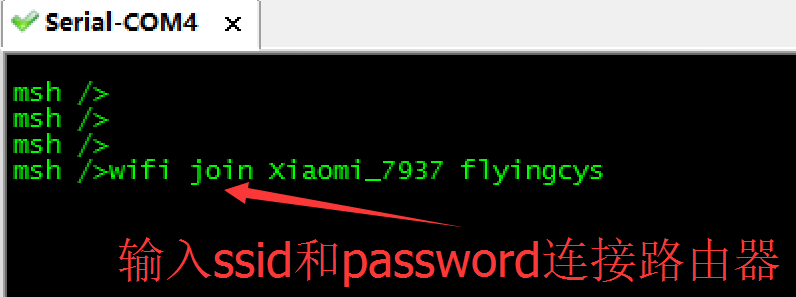 Serial-COM4 ×
msh />
msh />
msh />
msh />wifi join Xiaomi_7937 flyingcys
输入ssid和password连接路由器